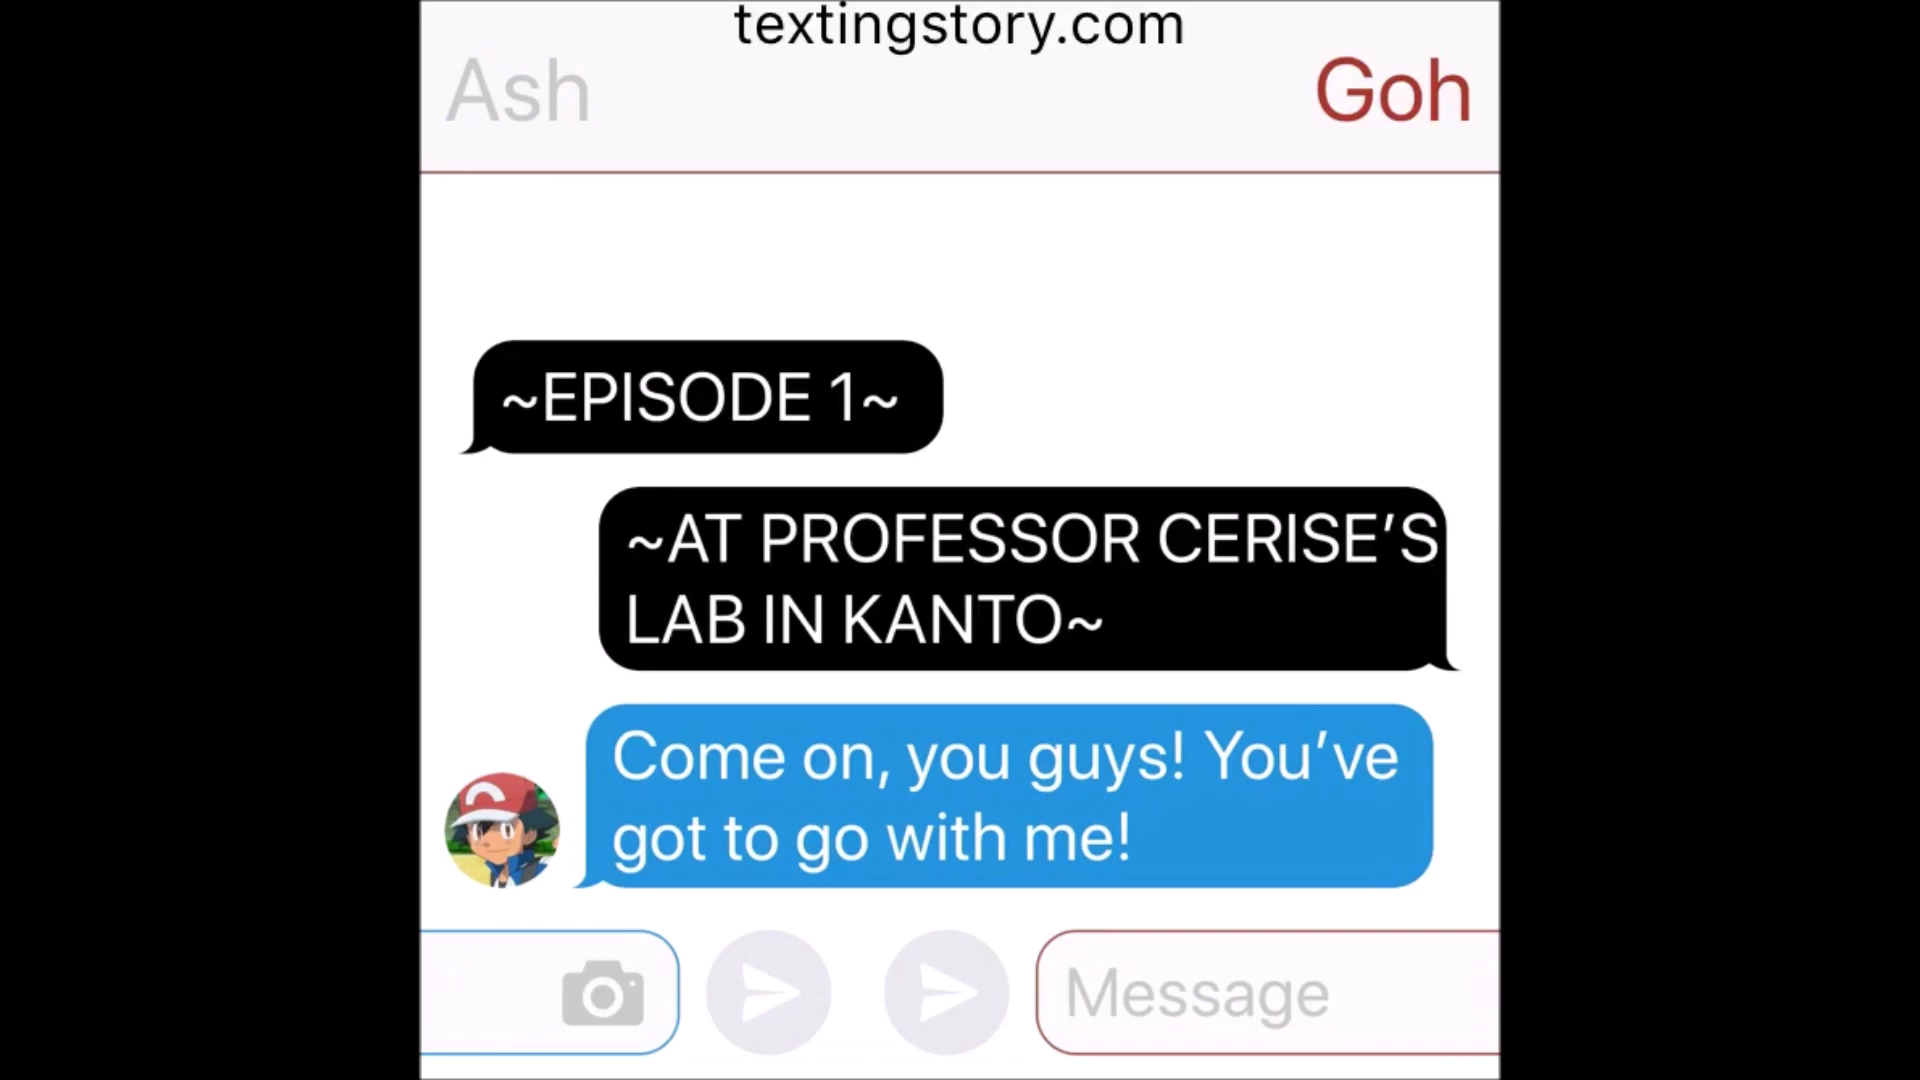 textingstory.com
Ash
Goh
~EPISODE 1~
~AT PROFESSOR CERISE’S
LAB IN KANTO~
Come on, you guys! You’ve
got to go with me!
Message